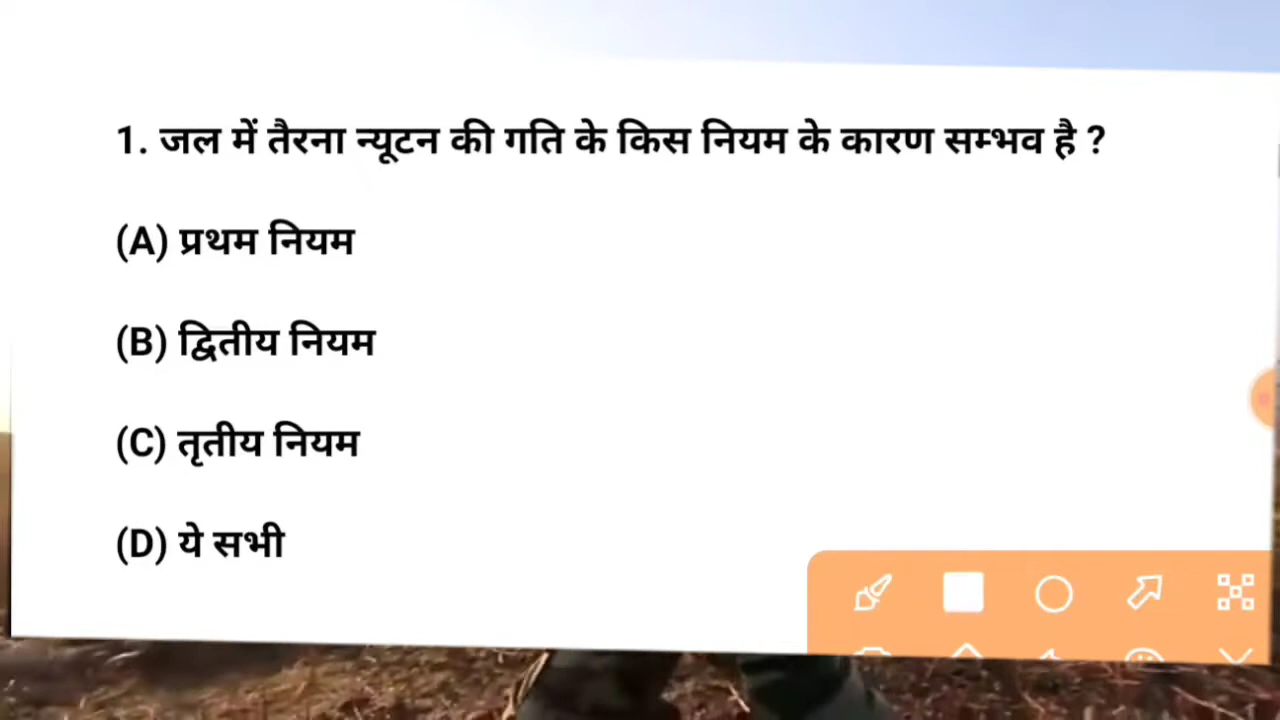 1. जल में तैरना न्यूटन की गति के किस नियम के कारण सम्भव है ?
(A) प्रथम नियम
(B) द्वितीय नियम
(C) तृतीय नियम
(D) ये सभी